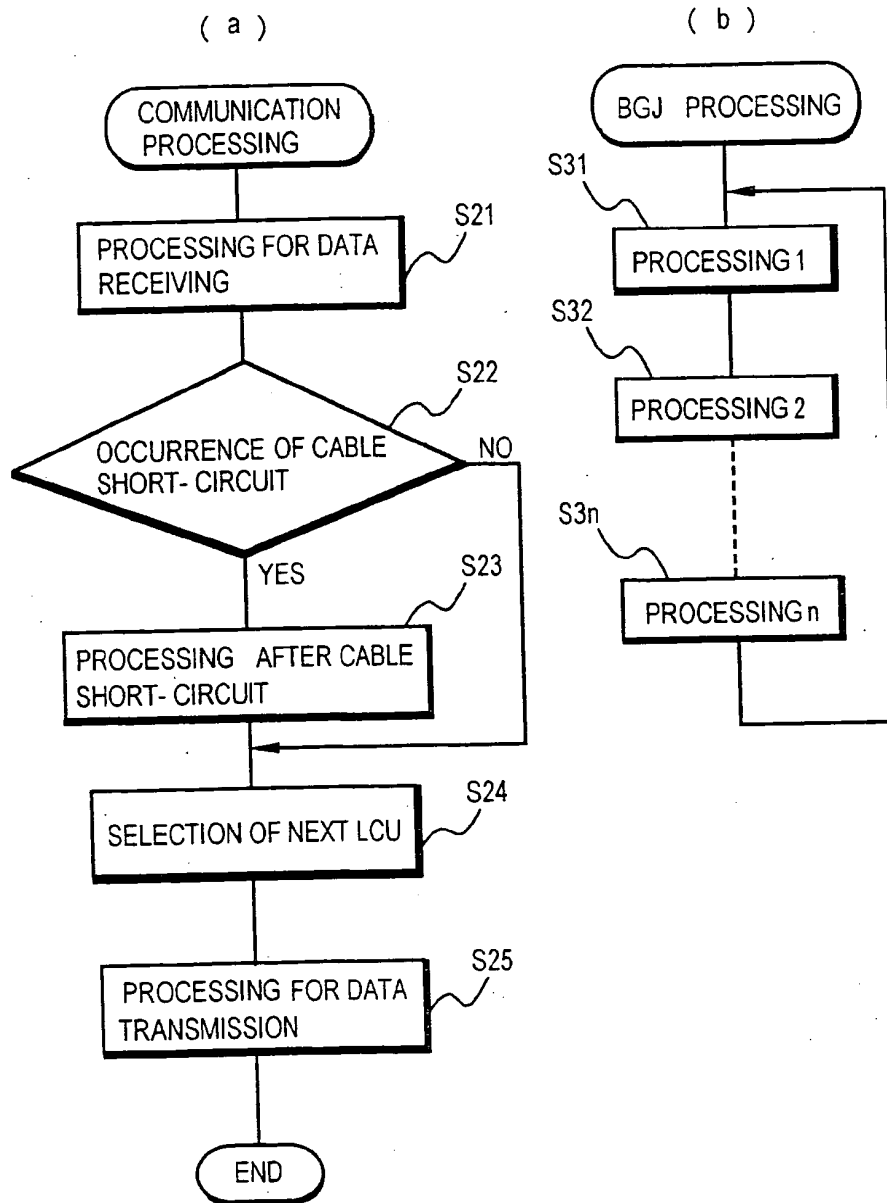 ( a )
COMMUNICATION
PROCESSING
S21
PROCESSING FOR DATA
RECEIVING
S22
OCCURRENCE OF CABLE
SHORT- CIRCUIT
NO
YES
S23
PROCESSING AFTER CABLE
SHORT- CIRCUIT
S24
SELECTION OF NEXT LCU
S25
PROCESSING FOR DATA
TRANSMISSION
END
( b )
BGJ PROCESSING
S31
PROCESSING 1
S32
PROCESSING 2
S3n
PROCESSING n